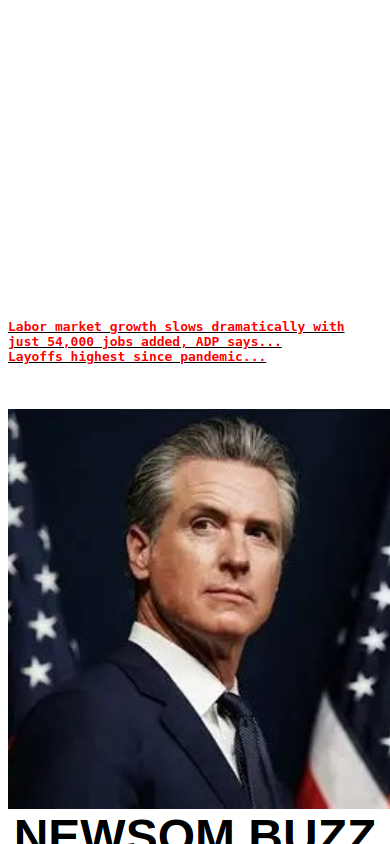 Labor market growth slows dramatically with
just 54,000 jobs added, ADP says...
Layoffs highest since pandemic...
NEWSOM BUZZ